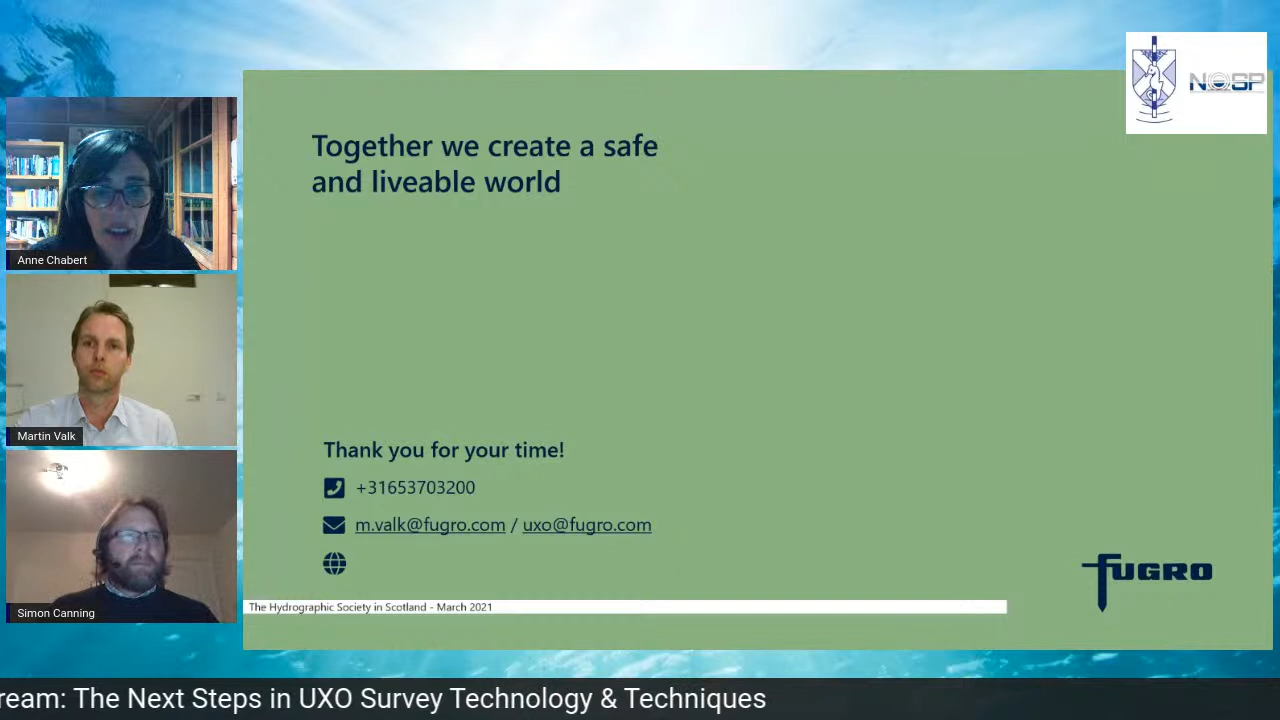 NOSP
Together we create a safe
and liveable world
Anne Chabert
Martin Valk
Simon Canning
Thank you for your time!
+31653703200
m.valk@fugro.com / uxo@fugro.com
FUGRO
The Hydrographic Society in Scotland - March 2021
ream: The Next Steps in UXO Survey Technology & Techniques